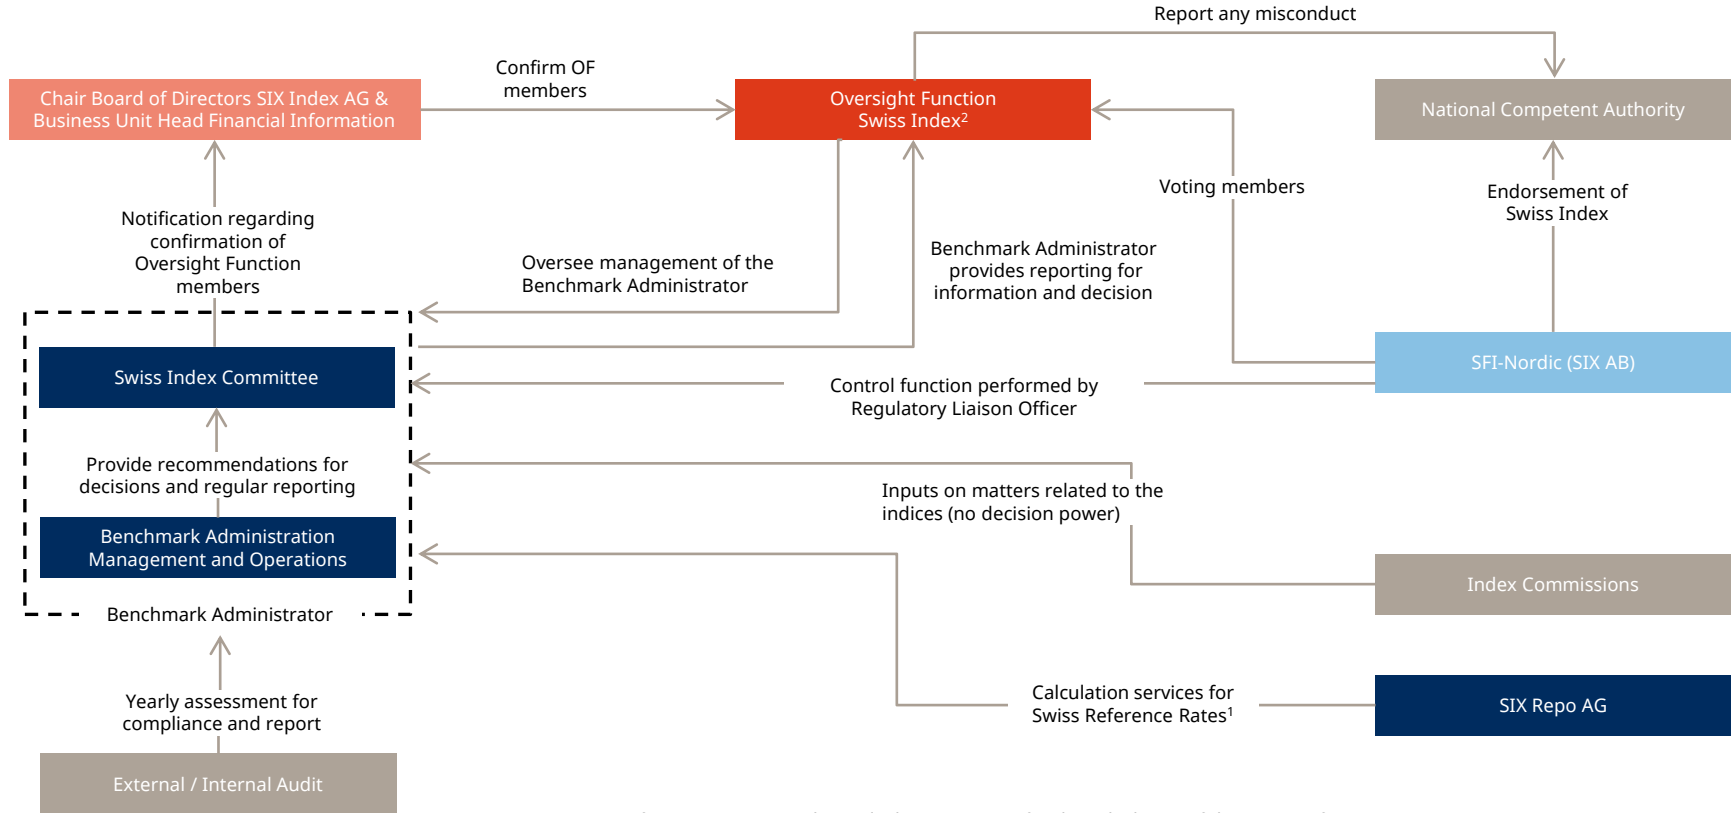 Report any misconduct
Confirm OF
members
Chair Board of Directors SIX Index AG &
Business Unit Head Financial Information
Oversight Function
Swiss Index²
National Competent Authority
Voting members
Endorsement of
Swiss Index
Notification regarding
confirmation of
Oversight Function
members
Oversee management of the
Benchmark Administrator
Benchmark Administrator
provides reporting for
information and decision
Swiss Index Committee
SFI-Nordic (SIX AB)
Control function performed by
Regulatory Liaison Officer
Provide recommendations for
decisions and regular reporting
Inputs on matters related to the
indices (no decision power)
Benchmark Administration
Management and Operations
Index Commissions
Benchmark Administrator
Yearly assessment for
compliance and report
Calculation services for
Swiss Reference Rates¹
SIX Repo AG
External / Internal Audit